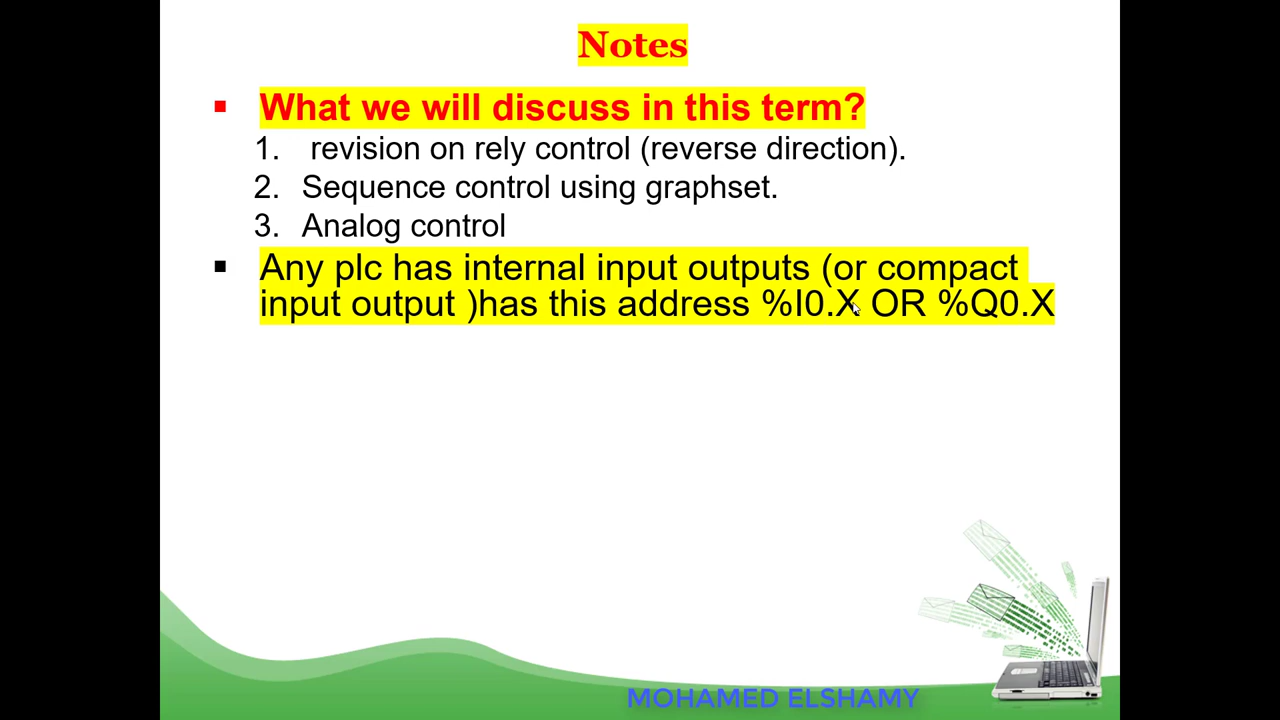 Notes
▪ What we will discuss in this term?
1. revision on rely control (reverse direction).
2. Sequence control using graphset.
3. Analog control
▪ Any plc has internal input outputs (or compact
input output )has this address %I0.X OR %Q0.X
MOHAMED ELSHAMY